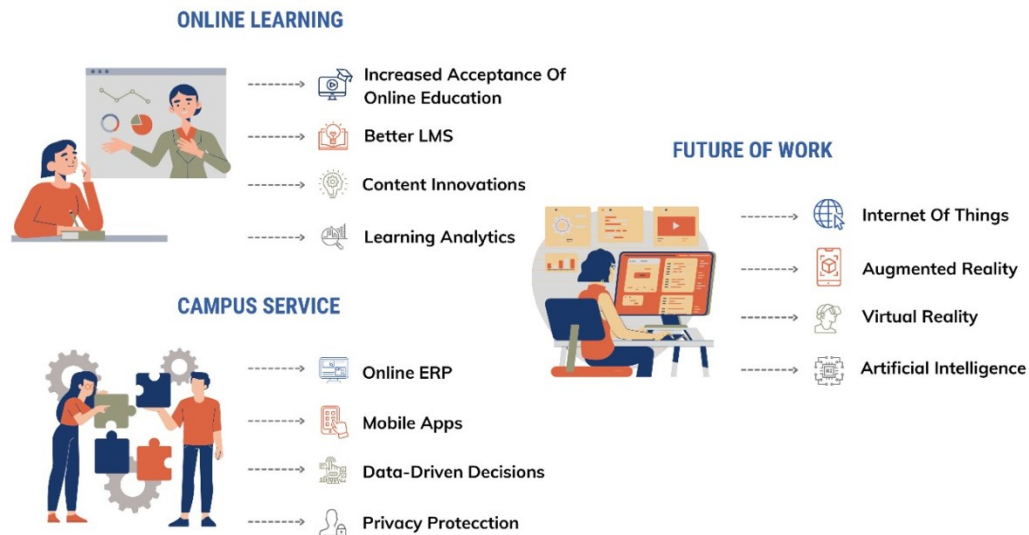 ONLINE LEARNING
Increased Acceptance Of
Online Education
Better LMS
Content Innovations
Learning Analytics
CAMPUS SERVICE
Online ERP
Mobile Apps
Data-Driven Decisions
Privacy Protecction
FUTURE OF WORK
Internet Of Things
Augmented Reality
Virtual Reality
Artificial Intelligence